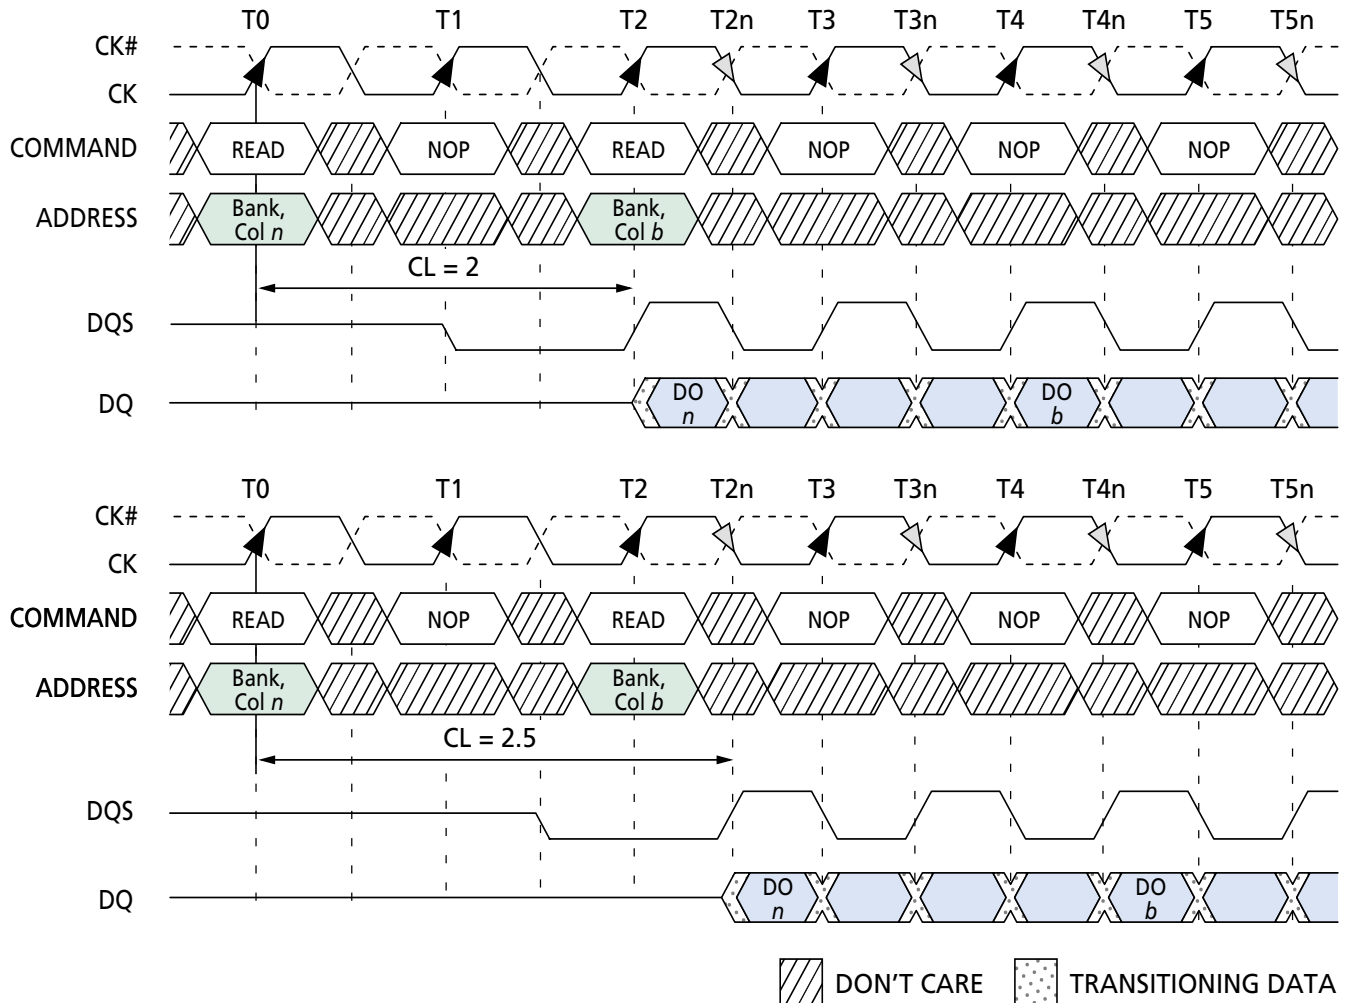 T0 T1 T2 T2n T3 T3n T4 T4n T5 T5n
CK#
CK
COMMAND READ NOP READ NOP NOP NOP
ADDRESS Bank, Bank,
Col n Col b
CL = 2
DQS
DQ DO DO
n b
T0 T1 T2 T2n T3 T3n T4 T4n T5 T5n
CK#
CK
COMMAND READ NOP READ NOP NOP NOP
ADDRESS Bank, Bank,
Col n Col b
CL = 2.5
DQS
DQ DO DO
n b
DON'T CARE TRANSITIONING DATA